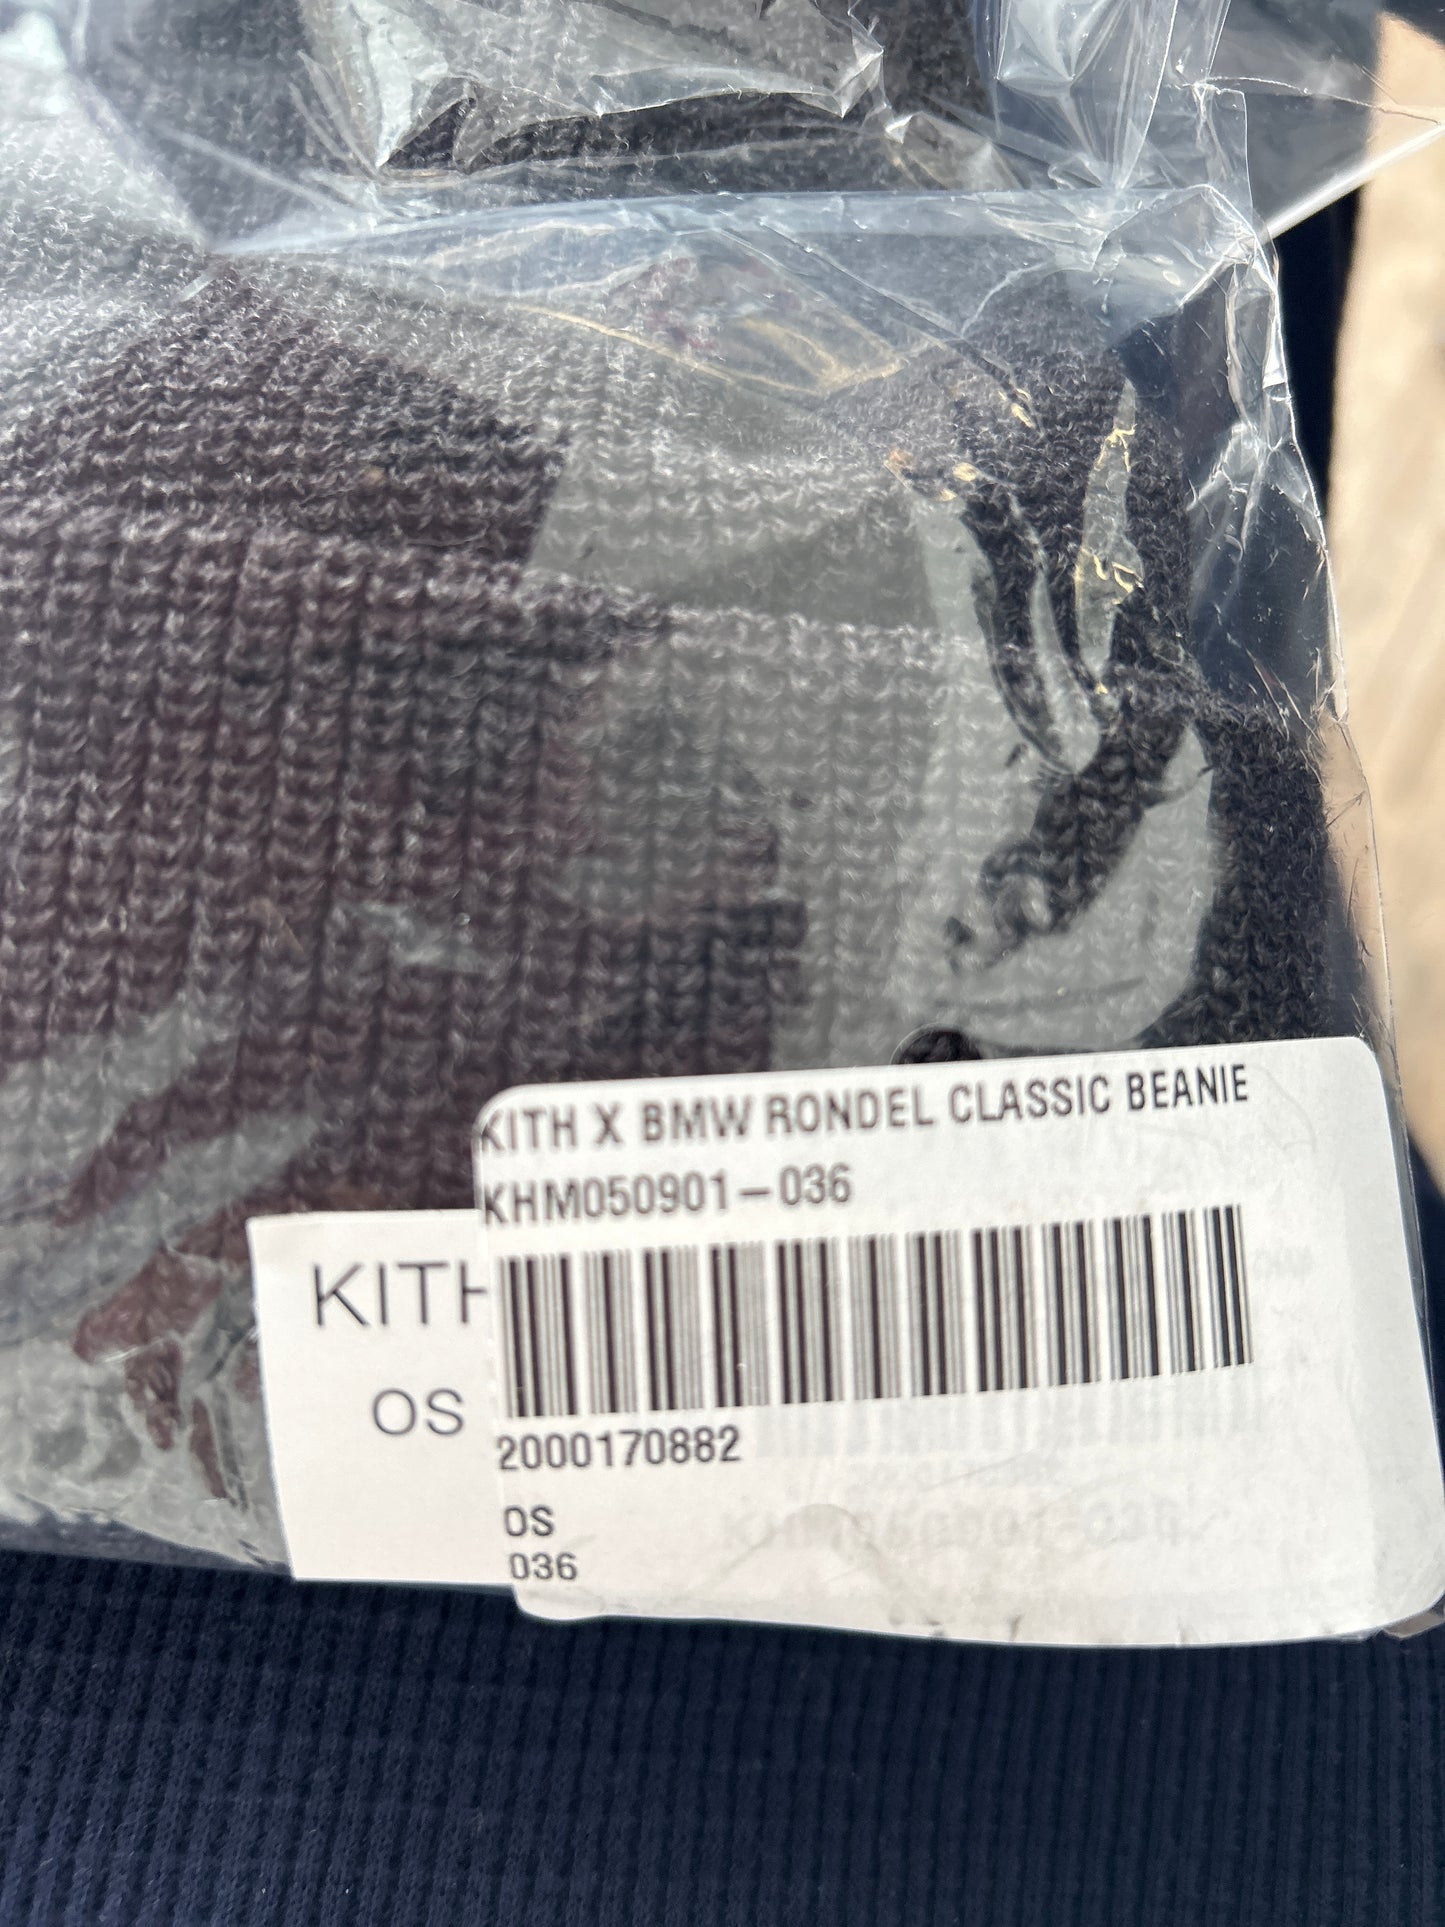 KITH X BMW RONDEL CLASSIC BEANIE
KHM050901-036
KITH
OS
2000170882
OS
036